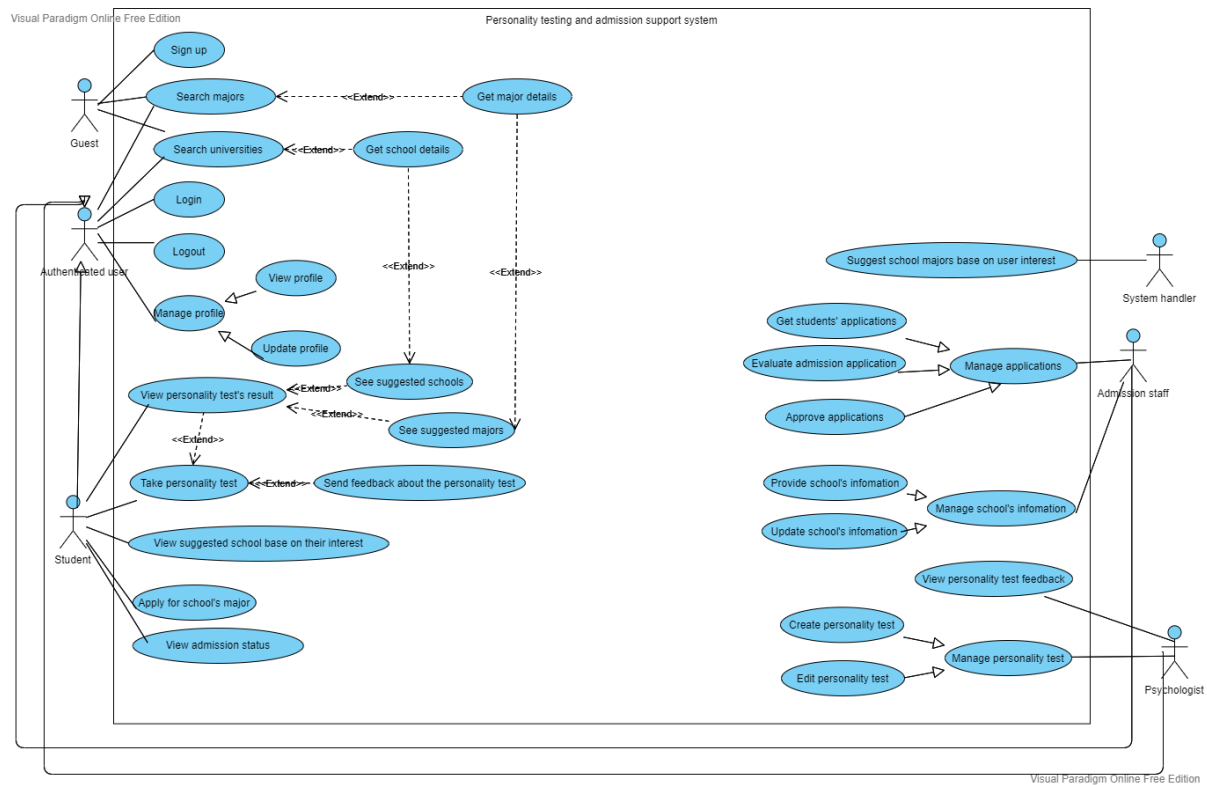 Visual Paradigm Online Free Edition
Personality testing and admission support system
Sign up
Search majors
<<Extend>>
Get major details
Guest
Search universities
<<Extend>>
Get school details
Login
Logout
Authenticated user
<<Extend>>
<<Extend>>
View profile
Manage profile
Update profile
Suggest school majors base on user interest
System handler
Get students' applications
Evaluate admission application
Manage applications
Approve applications
Admission staff
See suggested schools
<<Extend>>
View personality test's result
<<Extend>>
See suggested majors
<<Extend>>
Take personality test
<<Extend>>
Send feedback about the personality test
Provide school's infomation
Manage school's infomation
Update school's infomation
View suggested school base on their interest
Student
View personality test feedback
Apply for school's major
View admission status
Create personality test
Manage personality test
Edit personality test
Psychologist
Visual Paradigm Online Free Edition